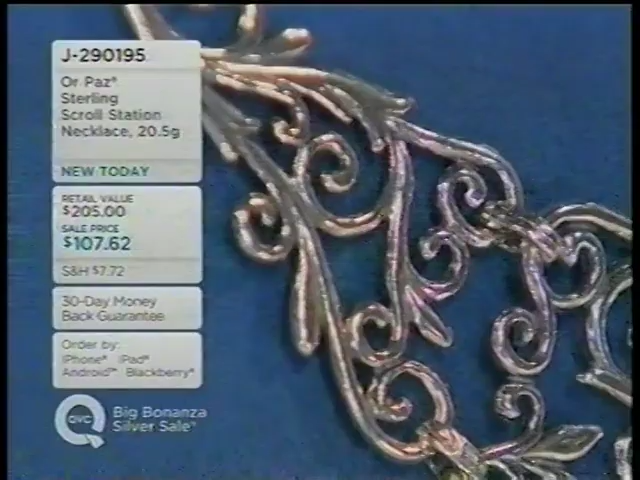 J-290195
Or Paz®
Sterling
Scroll Station
Necklace, 20.5g
NEW TODAY
RETAIL VALUE
$205.00
SALE PRICE
$107.62
S&H $7.72
30-Day Money
Back Guarantee
Order by:
iPhone® iPad®
Android™ Blackberry®
QVC
Big Bonanza
Silver Sale™